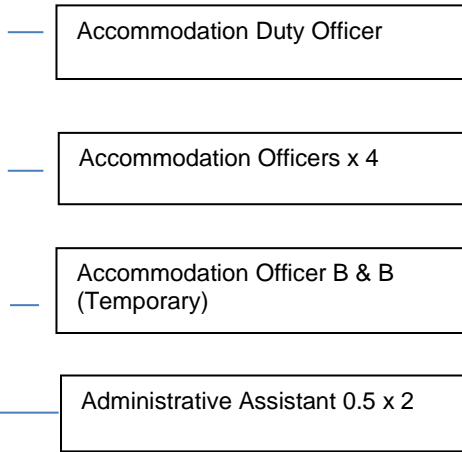 Accommodation Duty Officer
Accommodation Officers x 4
Accommodation Officer B & B
(Temporary)
Administrative Assistant 0.5 x 2